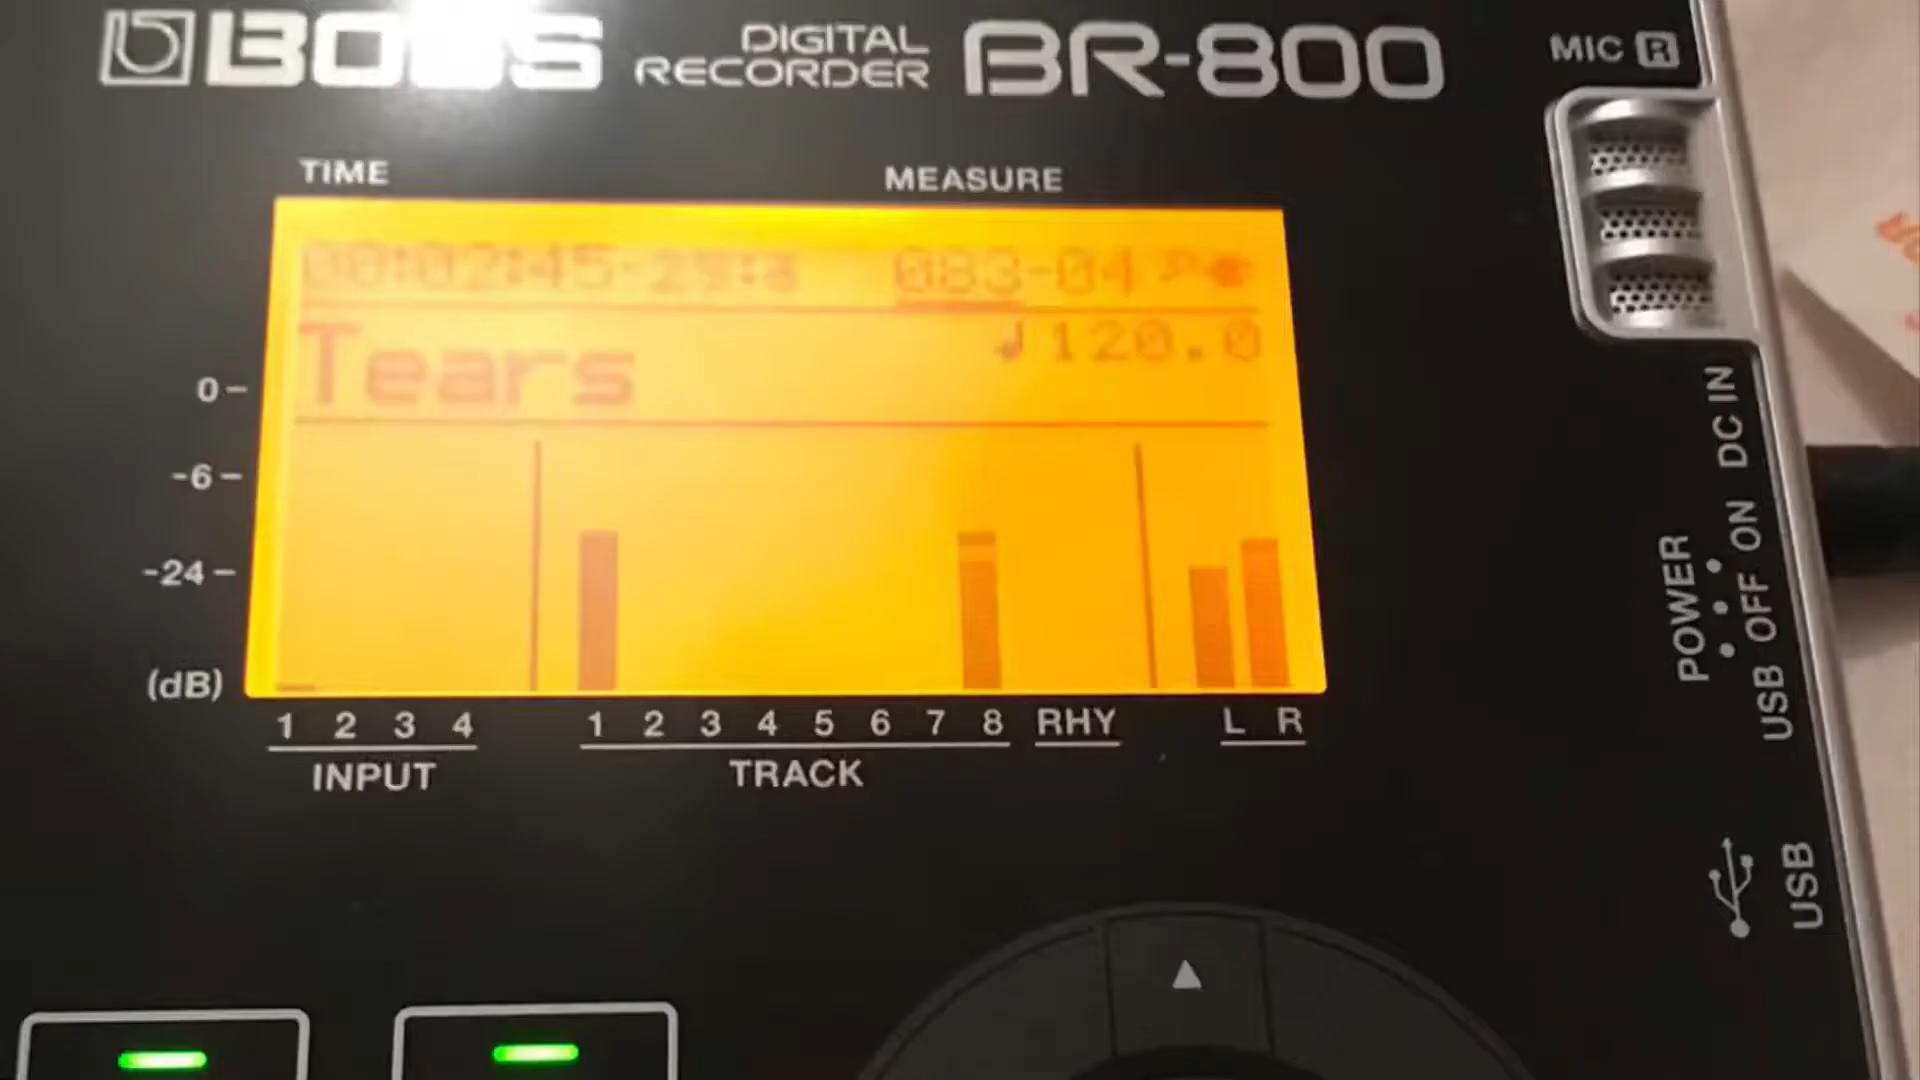 BOSS DIGITAL RECORDER BR-800
MIC R
TIME MEASURE
00:02:45-29:8 083-04
Tears ♩120.0
0
-6
-24
(dB)
1 2 3 4 1 2 3 4 5 6 7 8 RHY L R
INPUT TRACK
DC IN
POWER
USB OFF ON
USB